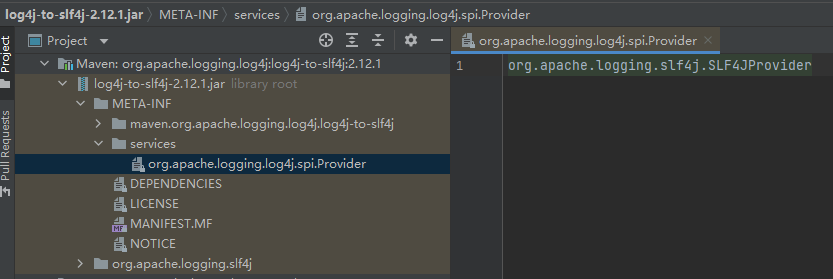 log4j-to-slf4j-2.12.1.jar 〉 META-INF 〉 services 〉 org.apache.logging.log4j.spi.Provider
Project
Pull Requests
Project
Maven: org.apache.logging.log4j:log4j-to-slf4j:2.12.1
log4j-to-slf4j-2.12.1.jar library root
META-INF
maven.org.apache.logging.log4j.log4j-to-slf4j
services
org.apache.logging.log4j.spi.Provider
DEPENDENCIES
LICENSE
MF MANIFEST.MF
NOTICE
org.apache.logging.slf4j
org.apache.logging.log4j.spi.Provider ×
1 org.apache.logging.slf4j.SLF4JProvider